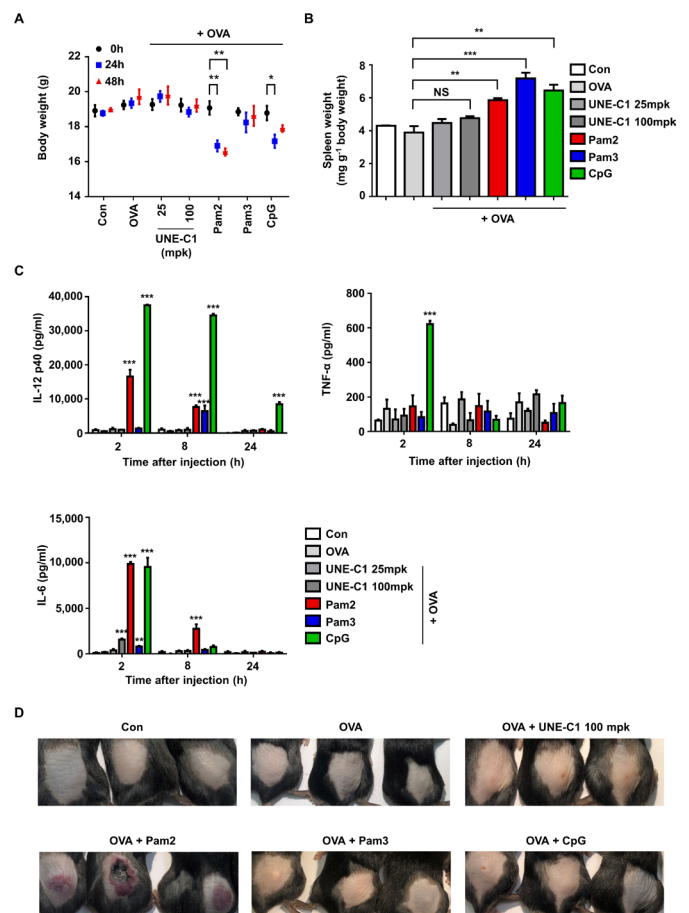 A
+ OVA
0h
24h
48h
**
**
*
Body weight (g)
22
20
18
16
14
Con
OVA
25
100
Pam2
Pam3
CpG
UNE-C1
(mpk)
B
**
***
**
NS
Spleen weight
(mg g-1 body weight)
10
8
6
4
2
0
+ OVA
Con
OVA
UNE-C1 25mpk
UNE-C1 100mpk
Pam2
Pam3
CpG
C
IL-12 p40 (pg/ml)
40,000
30,000
20,000
10,000
0
***
***
***
***
***
***
2
8
24
Time after injection (h)
TNF-α (pg/ml)
800
600
400
200
0
***
2
8
24
Time after injection (h)
IL-6 (pg/ml)
15,000
10,000
5,000
0
***
***
**
***
***
2
8
24
Time after injection (h)
Con
OVA
UNE-C1 25mpk
UNE-C1 100mpk
Pam2
Pam3
CpG
+ OVA
D
Con
OVA
OVA + UNE-C1 100 mpk
OVA + Pam2
OVA + Pam3
OVA + CpG